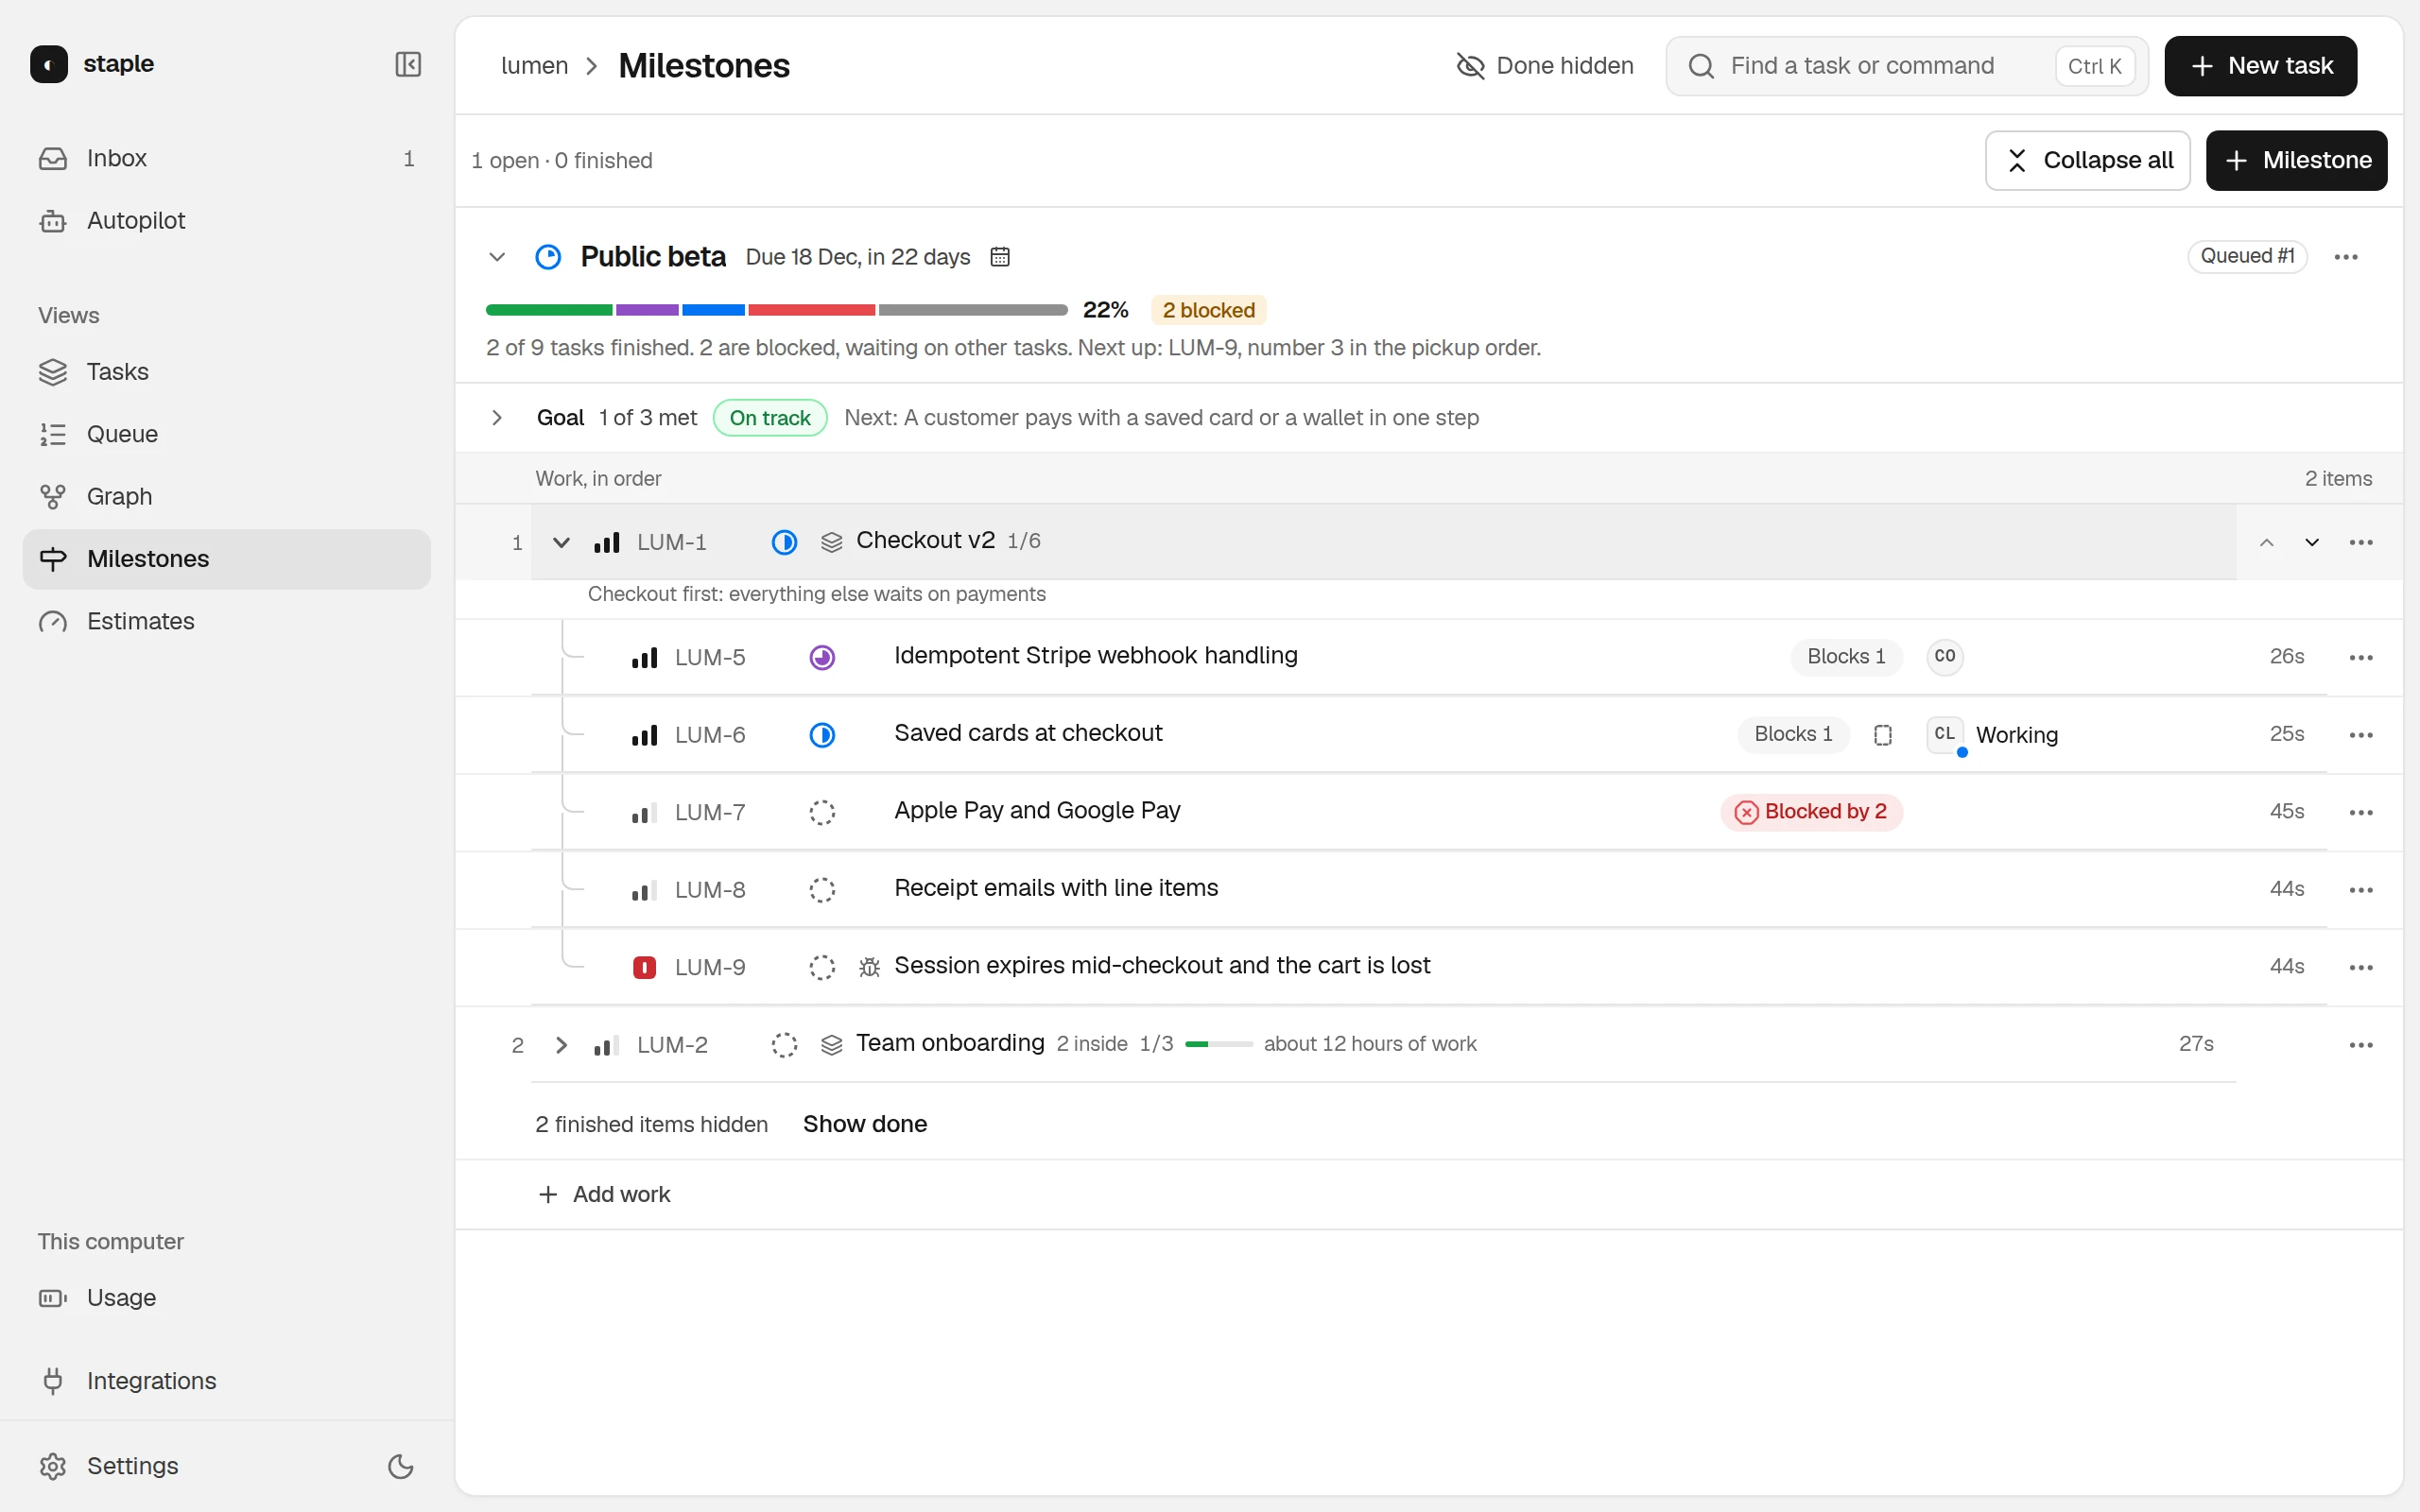 staple
Inbox 1
Autopilot
Views
Tasks
Queue
Graph
Milestones
Estimates
This computer
Usage
Integrations
Settings
lumen > Milestones
Done hidden
Find a task or command Ctrl K
+ New task
1 open · 0 finished
Collapse all
+ Milestone
Public beta Due 18 Dec, in 22 days
Queued #1
22% 2 blocked
2 of 9 tasks finished. 2 are blocked, waiting on other tasks. Next up: LUM-9, number 3 in the pickup order.
Goal 1 of 3 met On track Next: A customer pays with a saved card or a wallet in one step
Work, in order 2 items
1 LUM-1 Checkout v2 1/6
Checkout first: everything else waits on payments
LUM-5 Idempotent Stripe webhook handling Blocks 1 CO 26s
LUM-6 Saved cards at checkout Blocks 1 CL Working 25s
LUM-7 Apple Pay and Google Pay Blocked by 2 45s
LUM-8 Receipt emails with line items 44s
LUM-9 Session expires mid-checkout and the cart is lost 44s
2 LUM-2 Team onboarding 2 inside 1/3 about 12 hours of work 27s
2 finished items hidden Show done
+ Add work